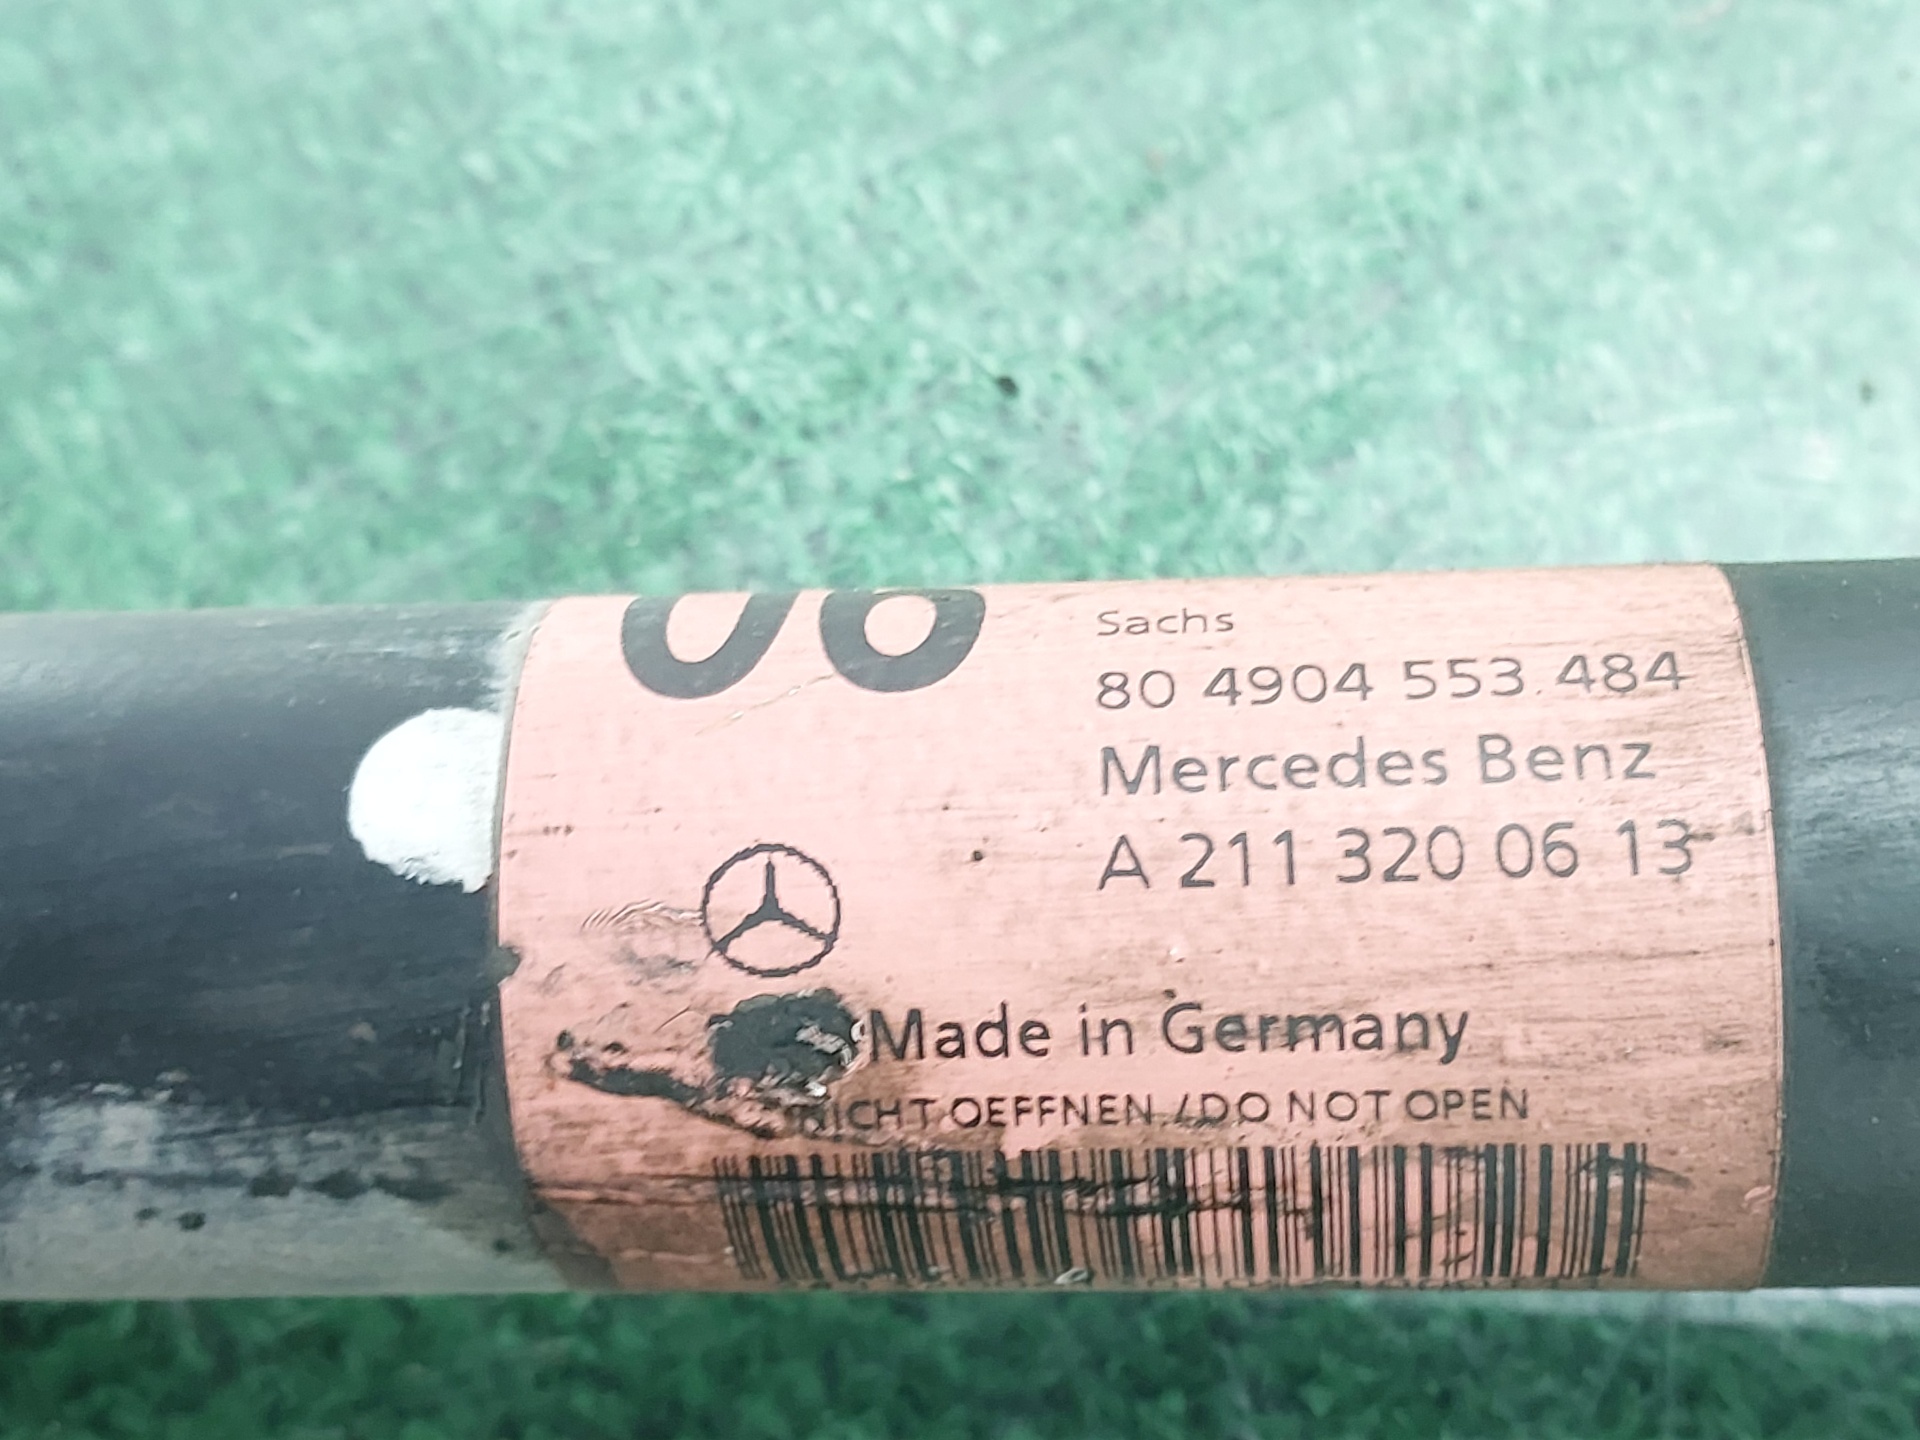 06
Sachs
80 4904 553 484
Mercedes Benz
A 211 320 06 13
Made in Germany
NICHT OEFFNEN / DO NOT OPEN